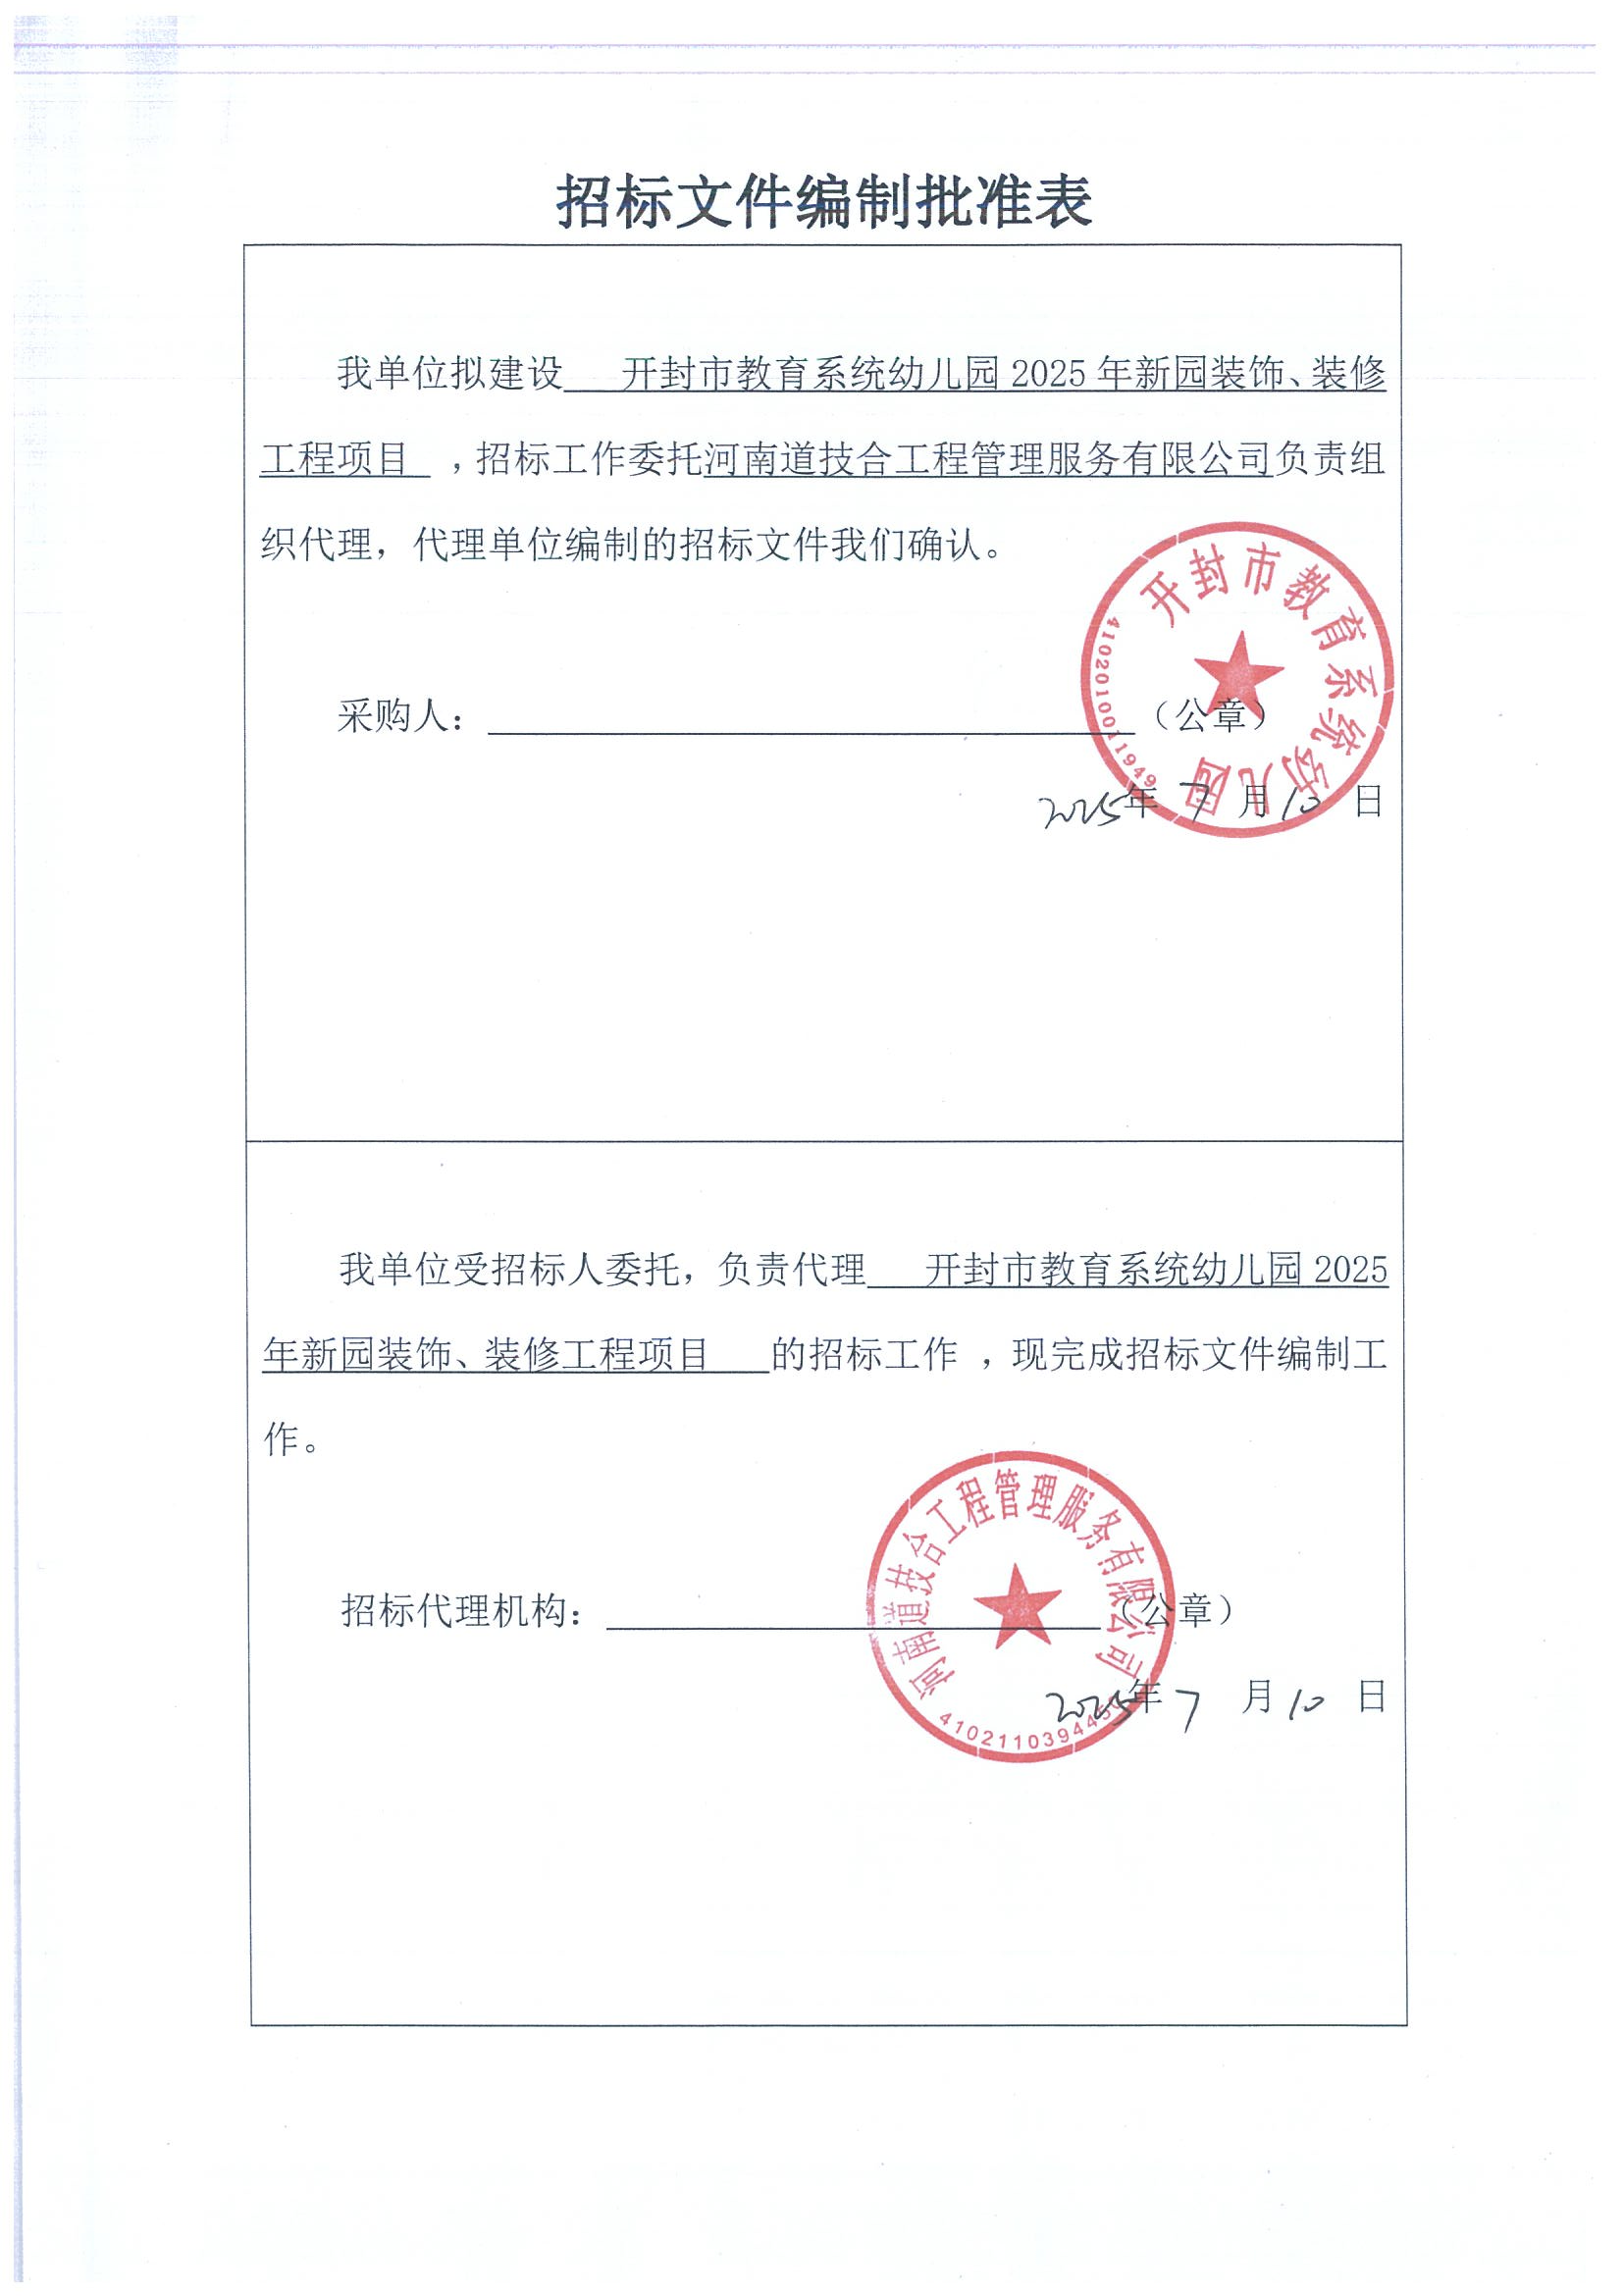 招标文件编制批准表
我单位拟建设 开封市教育系统幼儿园 2025 年新园装饰、装修
工程项目 ，招标工作委托河南道技合工程管理服务有限公司负责组
织代理，代理单位编制的招标文件我们确认。
开封市教育系统幼儿园
4102010011949
采购人：（公章）
2025年 7 月 10 日
我单位受招标人委托，负责代理 开封市教育系统幼儿园 2025
年新园装饰、装修工程项目 的招标工作 ，现完成招标文件编制工
作。
河南道技合工程管理服务有限公司
招标代理机构：（公章）
2025年 7 月 10 日